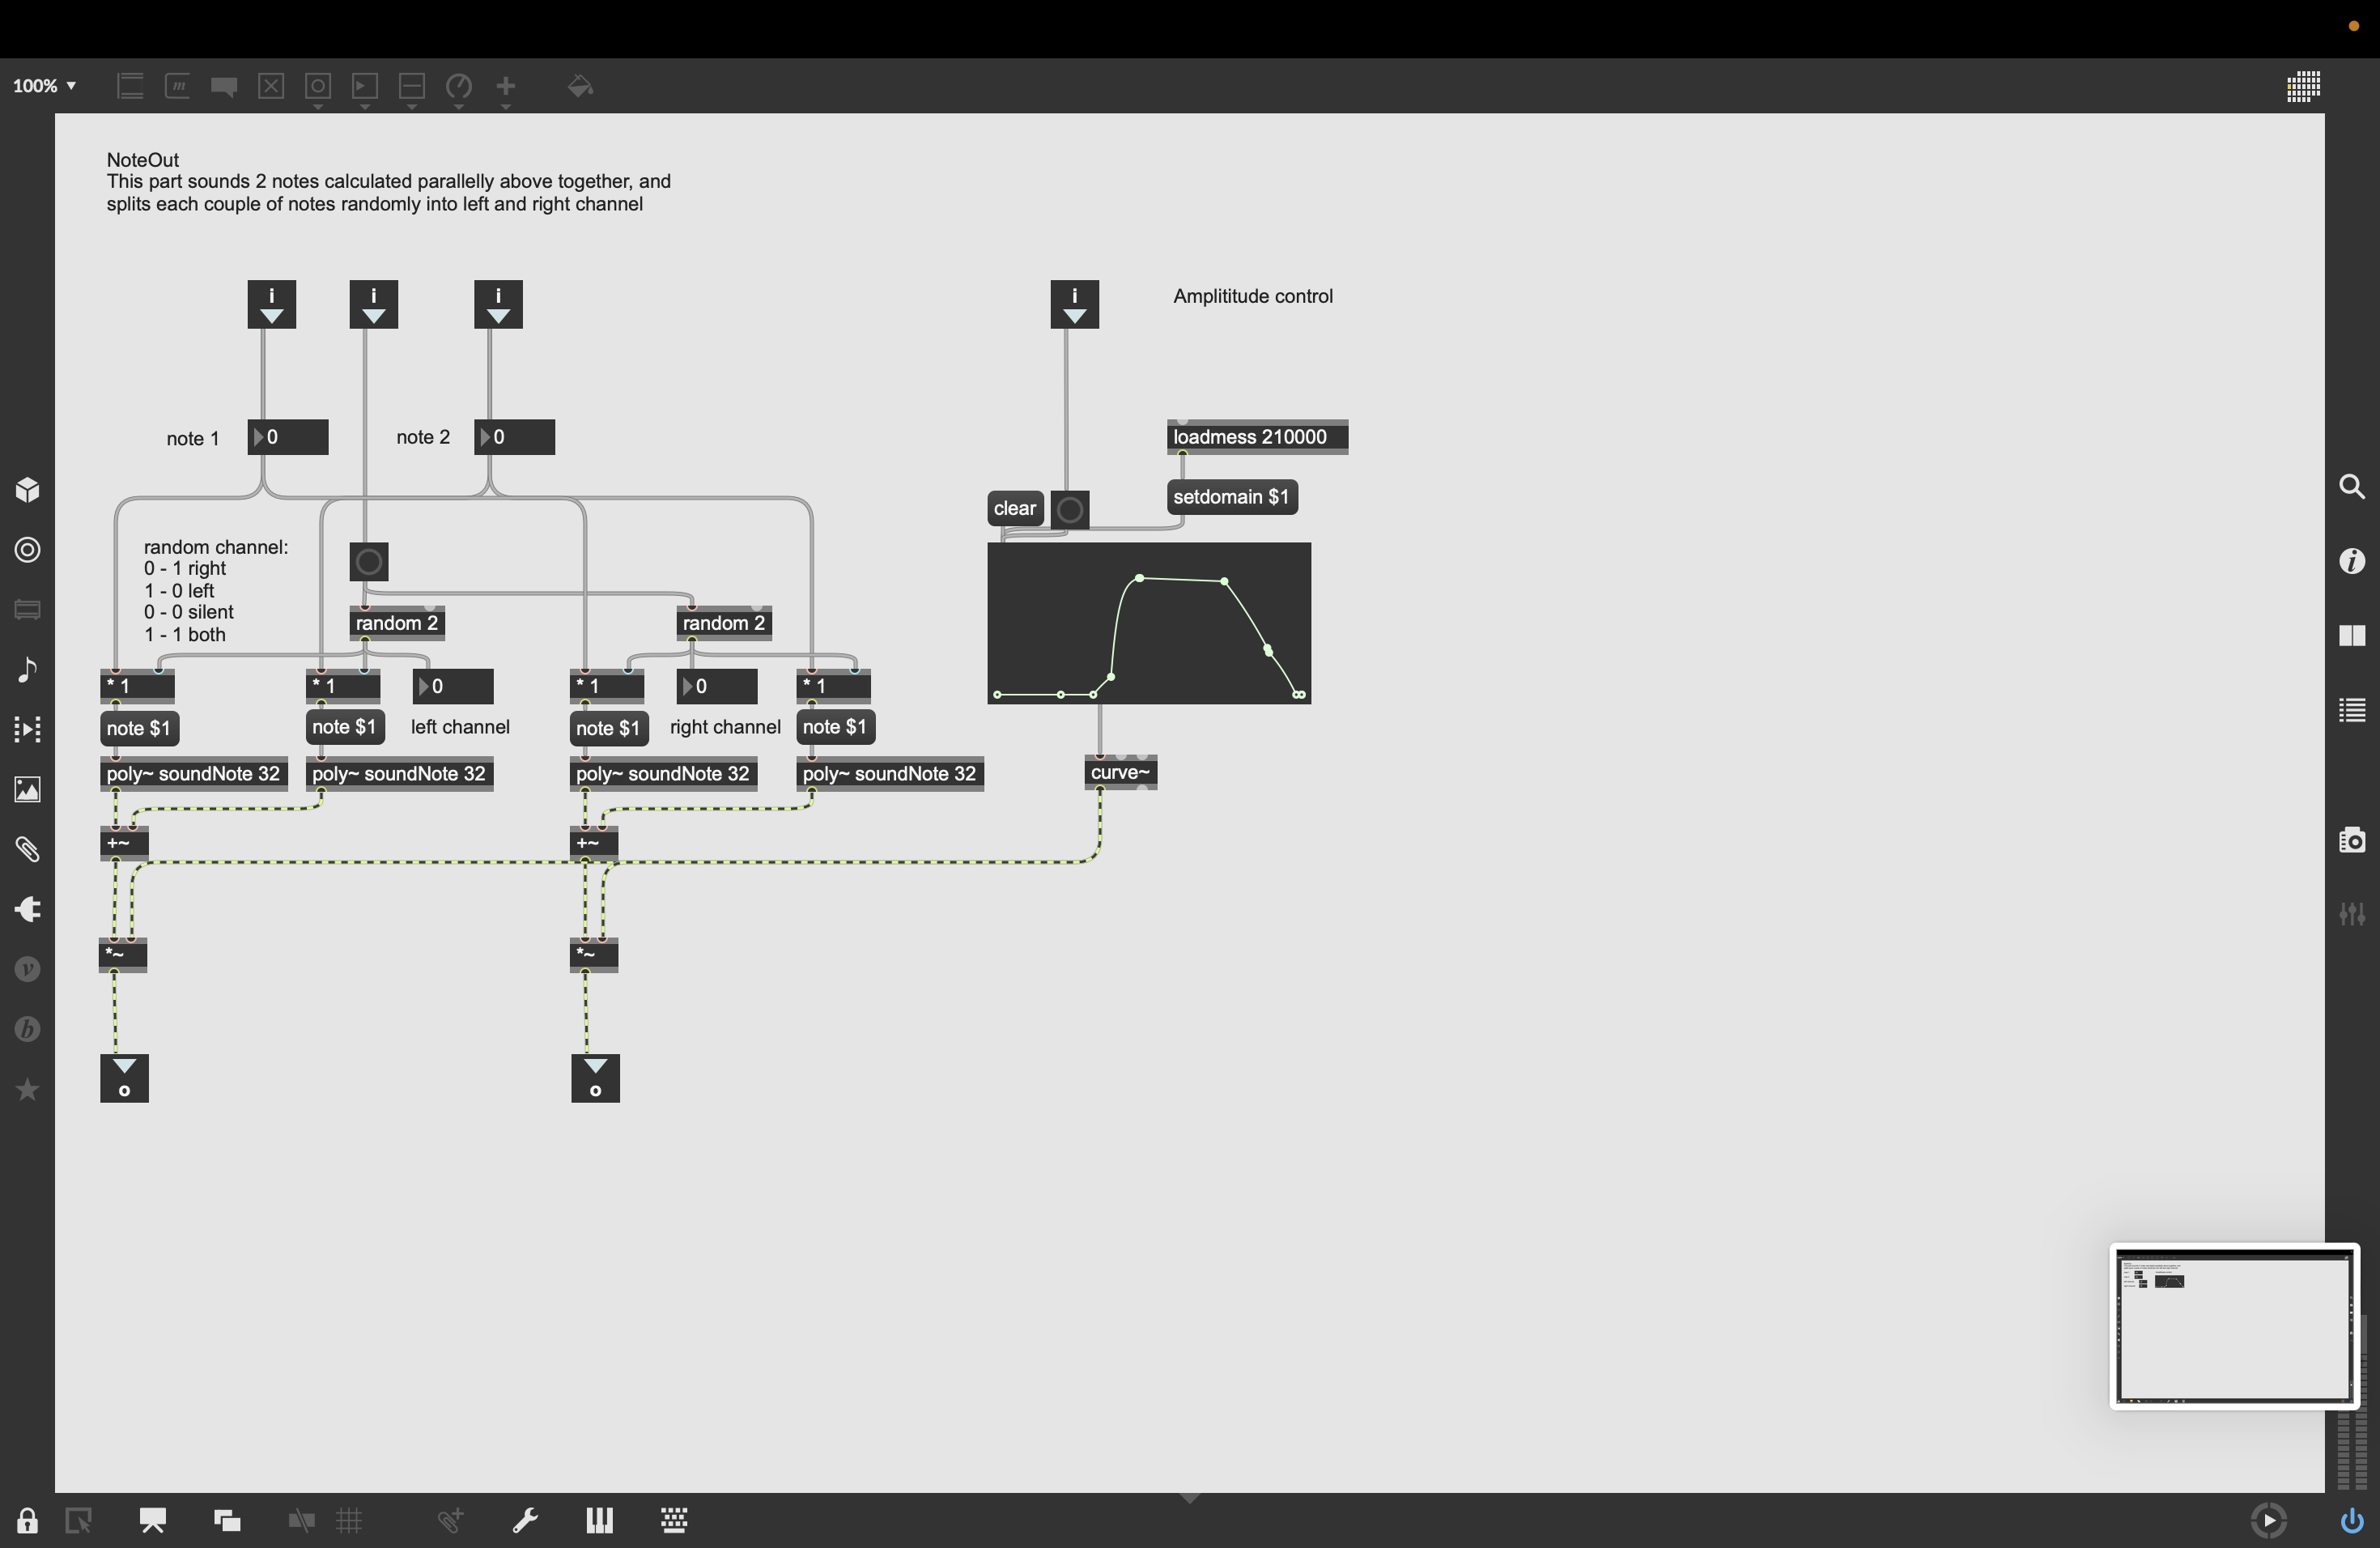 100%
m
NoteOut
This part sounds 2 notes calculated parallelly above together, and
splits each couple of notes randomly into left and right channel
i
i
i
i
Amplititude control
note 1
0
note 2
0
loadmess 210000
clear
setdomain $1
random channel:
0 - 1 right
1 - 0 left
0 - 0 silent
1 - 1 both
random 2
random 2
* 1
* 1
0
* 1
0
* 1
note $1
note $1
left channel
note $1
right channel
note $1
poly~ soundNote 32
poly~ soundNote 32
poly~ soundNote 32
poly~ soundNote 32
curve~
+~
+~
*~
*~
o
o